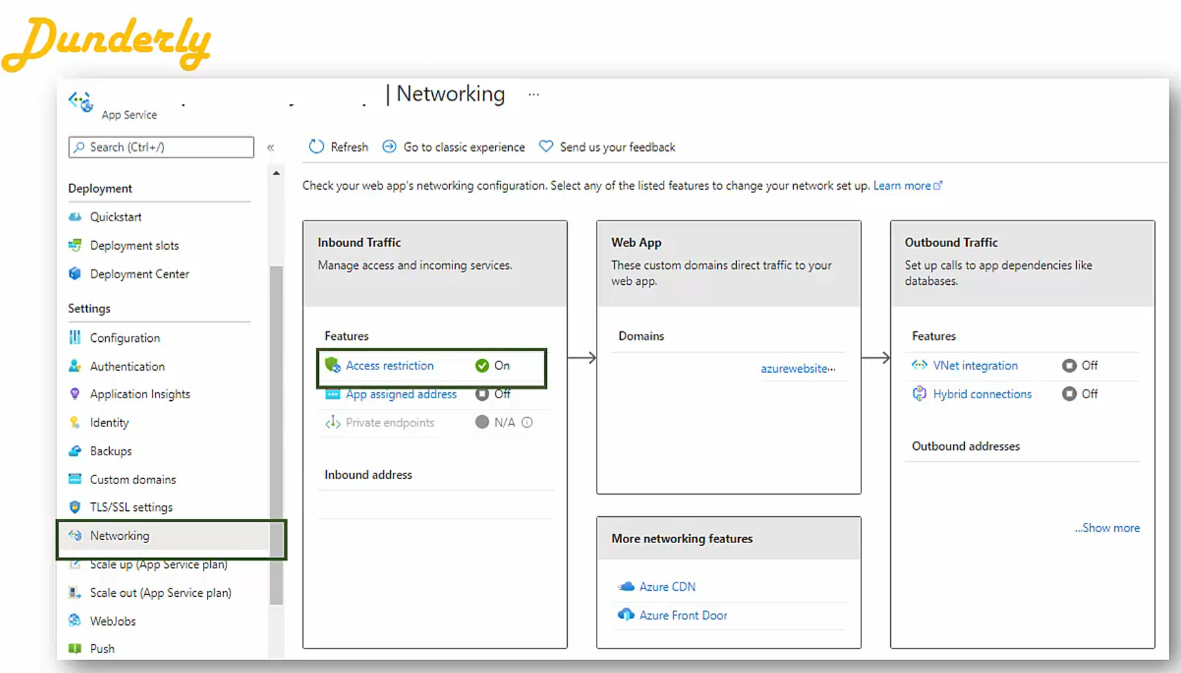 Dunderly
| Networking ...
App Service
Search (Ctrl+/)
«
Refresh
Go to classic experience
Send us your feedback
Deployment
Quickstart
Deployment slots
Deployment Center
Settings
Configuration
Authentication
Application Insights
Identity
Backups
Custom domains
TLS/SSL settings
Networking
Scale up (App Service plan)
Scale out (App Service plan)
WebJobs
Push
Check your web app's networking configuration. Select any of the listed features to change your network set up. Learn more
Inbound Traffic
Manage access and incoming services.
Features
Access restriction On
App assigned address Off
Private endpoints N/A
Inbound address
Web App
These custom domains direct traffic to your
web app.
Domains
azurewebsite...
More networking features
Azure CDN
Azure Front Door
Outbound Traffic
Set up calls to app dependencies like
databases.
Features
VNet integration Off
Hybrid connections Off
Outbound addresses
...Show more